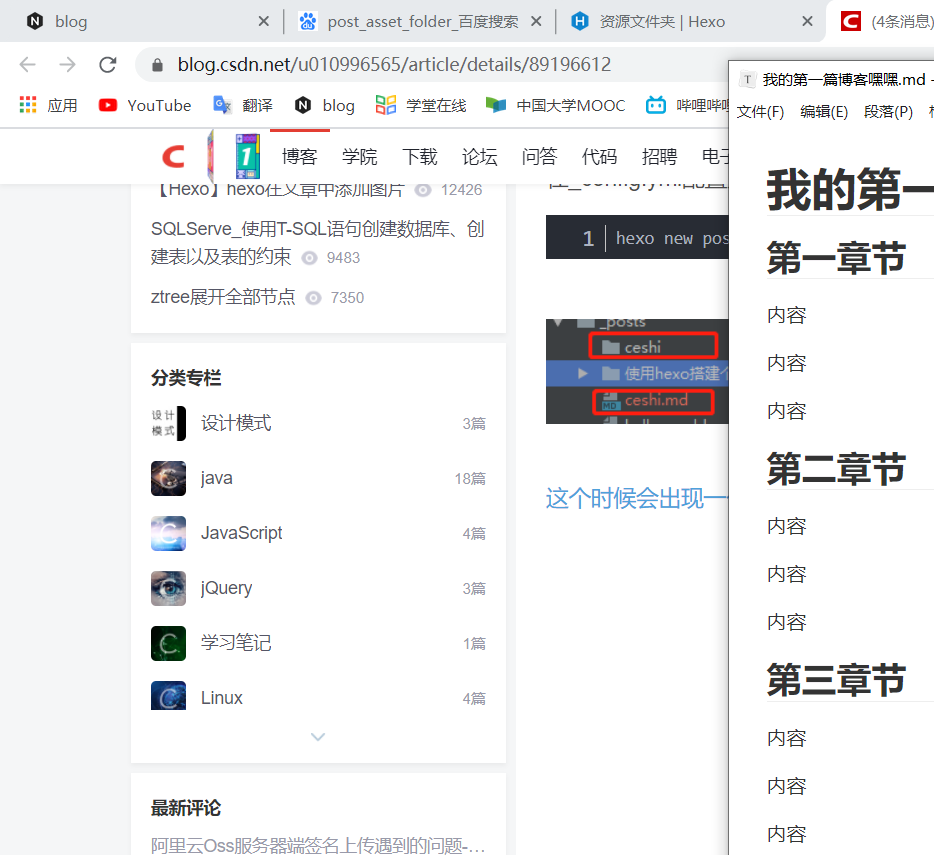 blog
post_asset_folder_百度搜索
资源文件夹 | Hexo
(4条消息)
blog.csdn.net/u010996565/article/details/89196612
应用
YouTube
翻译
blog
学堂在线
中国大学MOOC
哔哩哔哩
博客
学院
下载
论坛
问答
代码
招聘
电子
【Hexo】hexo在文章中添加图片 12426
SQLServe_使用T-SQL语句创建数据库、创
建表以及表的约束 9483
ztree展开全部节点 7350
分类专栏
设计模式 3篇
java 18篇
JavaScript 4篇
jQuery 3篇
学习笔记 1篇
Linux 4篇
最新评论
阿里云Oss服务器端签名上传遇到的问题-...
1 hexo new pos
_posts
ceshi
使用hexo搭建个
ceshi.md
这个时候会出现一
我的第一篇博客嘿嘿.md -
文件(F) 编辑(E) 段落(P)
我的第一
第一章节
内容
内容
内容
第二章节
内容
内容
内容
第三章节
内容
内容
内容